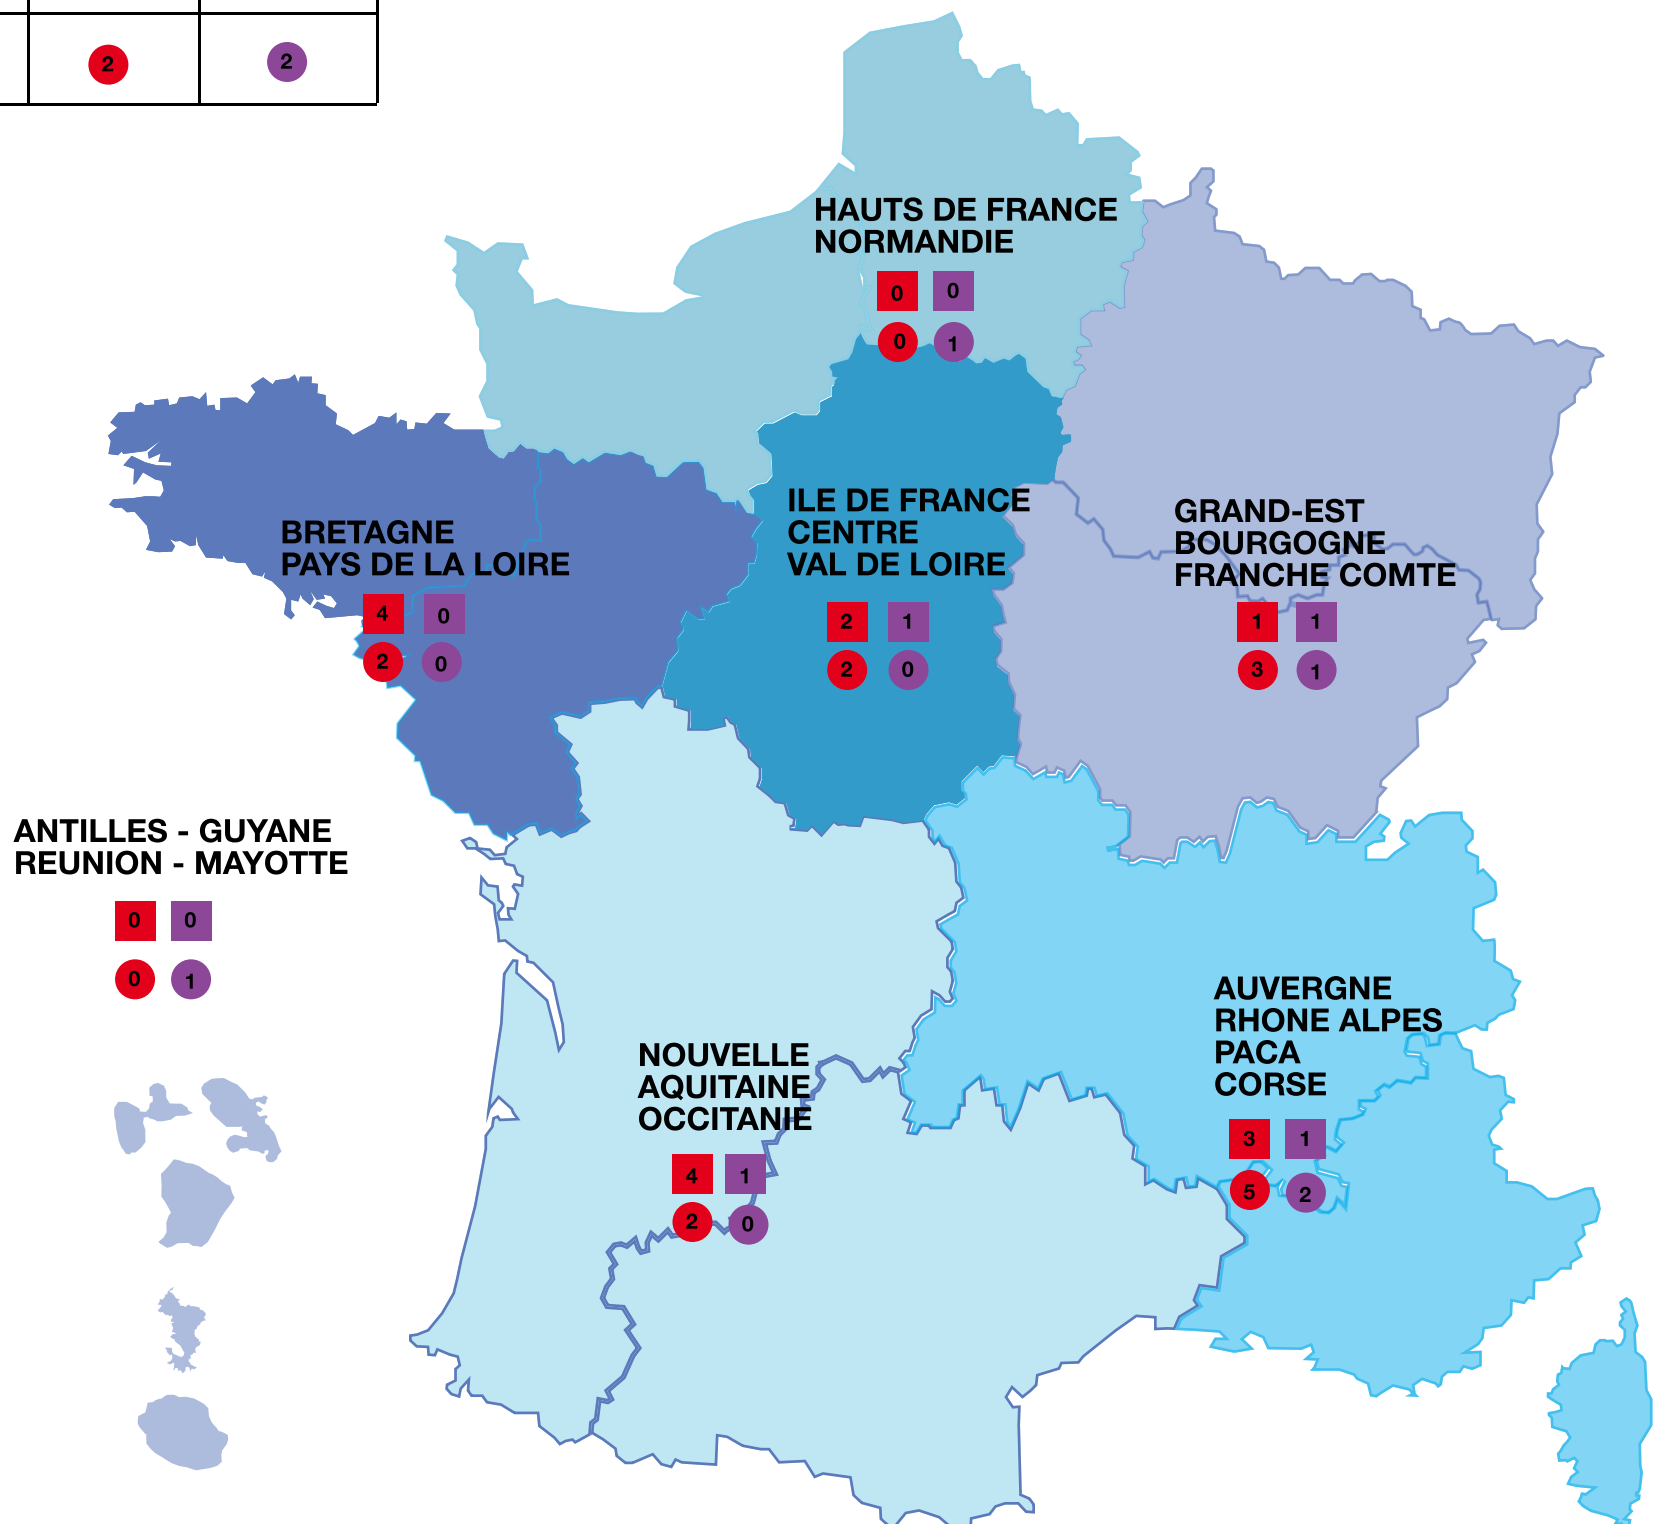 2 2
HAUTS DE FRANCE
NORMANDIE
0 0
0 1
BRETAGNE
PAYS DE LA LOIRE
4 0
2 0
ILE DE FRANCE
CENTRE
VAL DE LOIRE
2 1
2 0
GRAND-EST
BOURGOGNE
FRANCHE COMTE
1 1
3 1
ANTILLES - GUYANE
REUNION - MAYOTTE
0 0
0 1
NOUVELLE
AQUITAINE
OCCITANIE
4 1
2 0
AUVERGNE
RHONE ALPES
PACA
CORSE
3 1
5 2